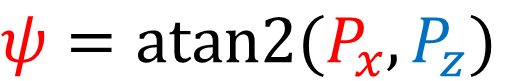 ψ = atan2(Pₓ, P_z)